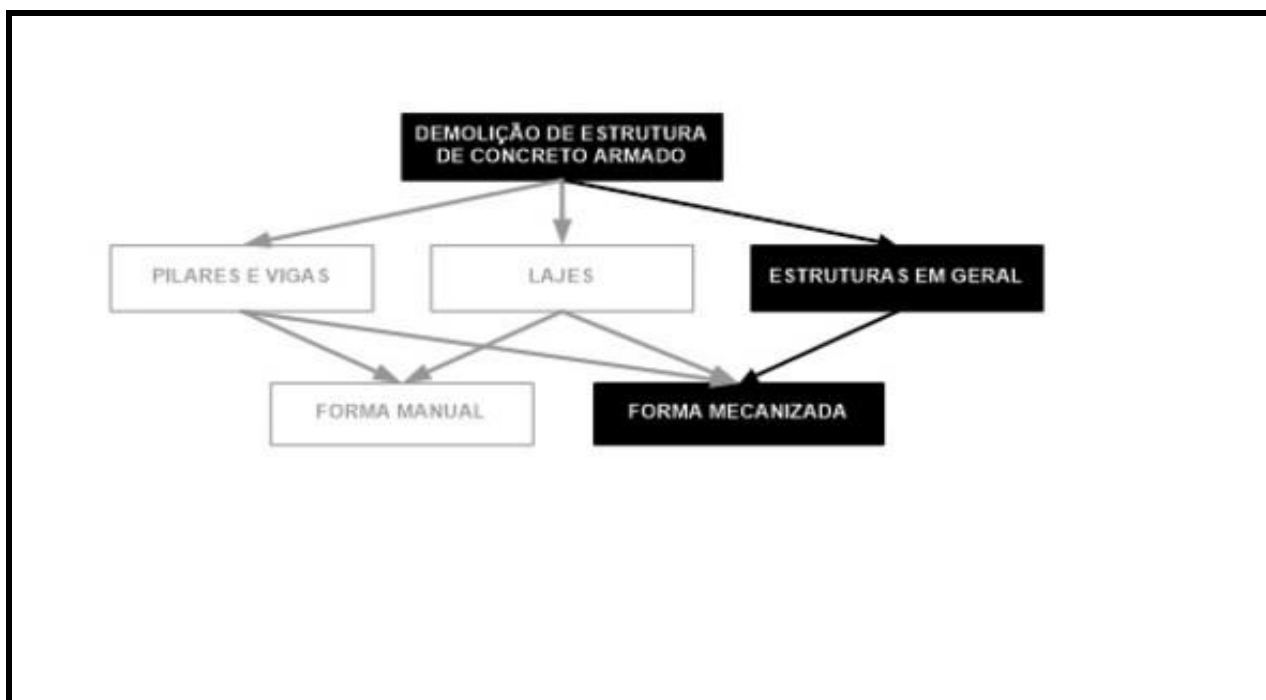 DEMOLIÇÃO DE ESTRUTURA
DE CONCRETO ARMADO
PILARES E VIGAS
LAJES
ESTRUTURAS EM GERAL
FORMA MANUAL
FORMA MECANIZADA